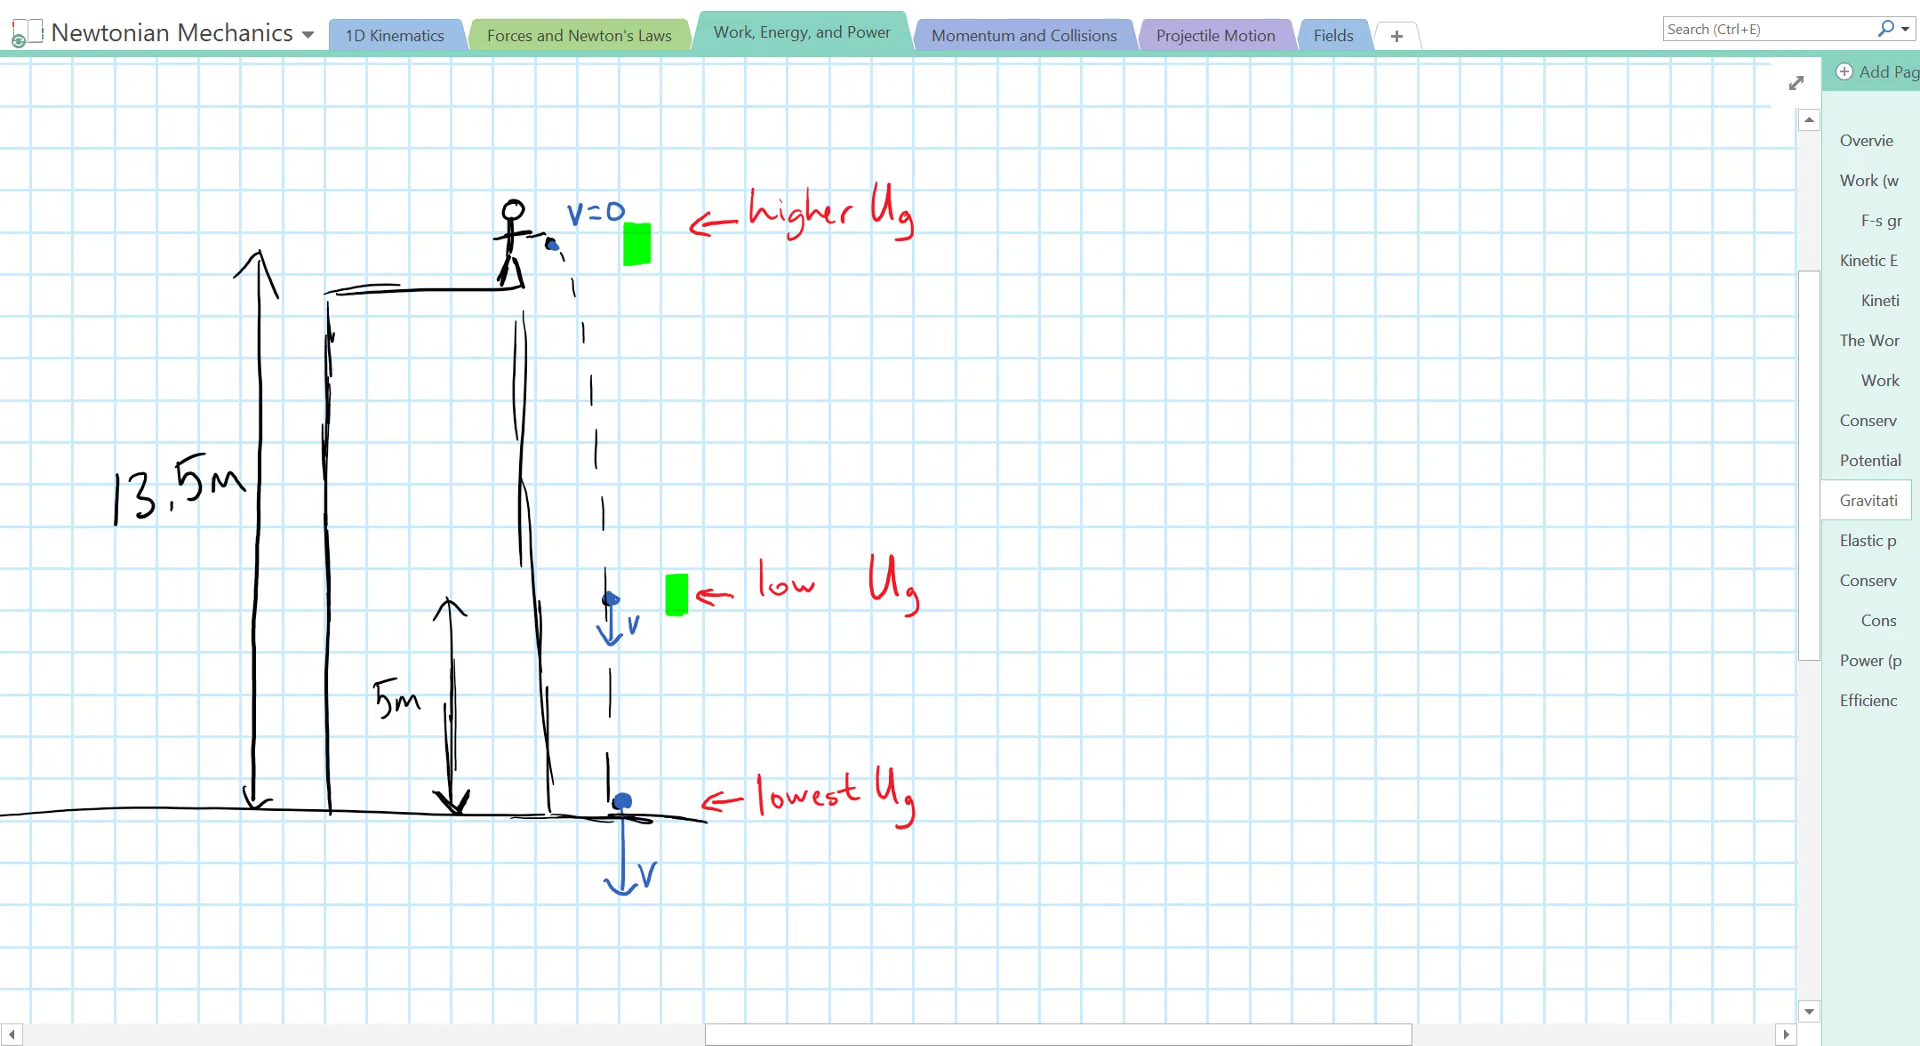 Newtonian Mechanics
1D Kinematics
Forces and Newton's Laws
Work, Energy, and Power
Momentum and Collisions
Projectile Motion
Fields
+
Search (Ctrl+E)
Add Pag
Overvie
Work (w
F-s gr
Kinetic E
Kineti
The Wor
Work
Conserv
Potential
Gravitati
Elastic p
Conserv
Cons
Power (p
Efficienc
v=0
higher Ug
13.5m
low Ug
v
5m
lowest Ug
v